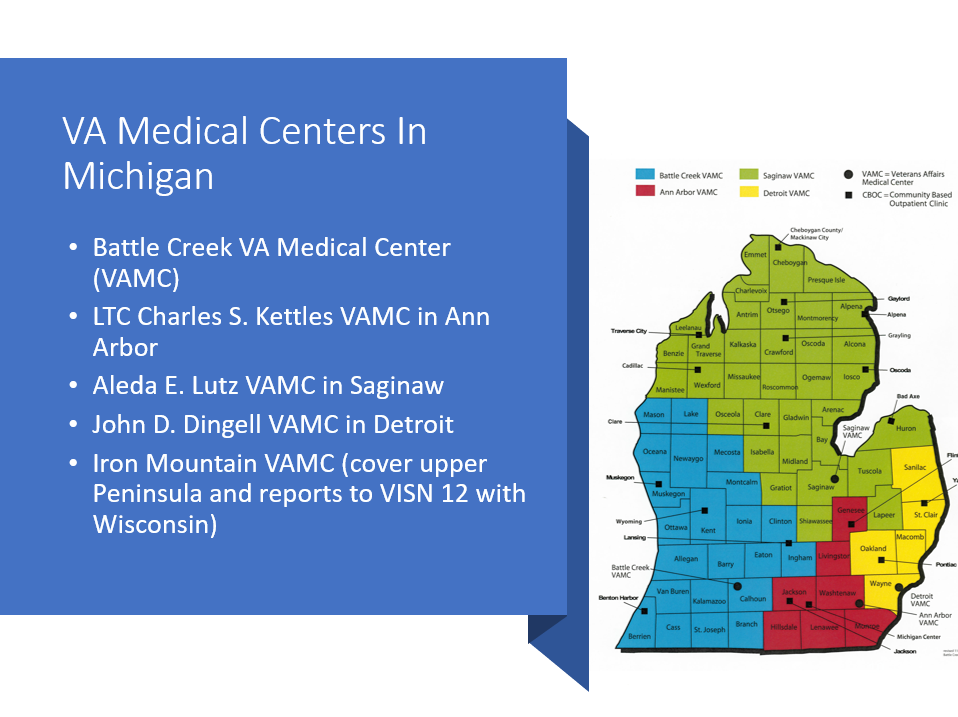 VA Medical Centers In
Michigan
• Battle Creek VA Medical Center
(VAMC)
• LTC Charles S. Kettles VAMC in Ann
Arbor
• Aleda E. Lutz VAMC in Saginaw
• John D. Dingell VAMC in Detroit
• Iron Mountain VAMC (cover upper
Peninsula and reports to VISN 12 with
Wisconsin)
Battle Creek VAMC
Saginaw VAMC
VAMC = Veterans Affairs
Medical Center
Ann Arbor VAMC
Detroit VAMC
CBOC = Community Based
Outpatient Clinic
Cheboygan County/
Mackinaw City
Emmet
Cheboygan
Presque Isle
Charlevoix
Gaylord
Antrim
Otsego
Montmorency
Alpena
Alpena
Traverse City
Leelanau
Grayling
Benzie
Grand
Traverse
Kalkaska
Crawford
Oscoda
Alcona
Cadillac
Manistee
Wexford
Missaukee
Roscommon
Ogemaw
Iosco
Oscoda
Bad Axe
Mason
Lake
Osceola
Clare
Gladwin
Arenac
Clare
Saginaw
VAMC
Huron
Oceana
Newaygo
Mecosta
Isabella
Midland
Bay
Flin
Tuscola
Sanilac
Muskegon
Muskegon
Montcalm
Gratiot
Saginaw
Ya
Genesee
Lapeer
St. Clair
Wyoming
Ottawa
Kent
Ionia
Clinton
Shiawassee
Lansing
Macomb
Oakland
Livingston
Allegan
Barry
Eaton
Ingham
Pontiac
Battle Creek
VAMC
Van Buren
Kalamazoo
Calhoun
Jackson
Washtenaw
Wayne
Detroit
VAMC
Benton Harbor
Ann Arbor
VAMC
Berrien
Cass
St. Joseph
Branch
Hillsdale
Lenawee
Monroe
Michigan Center
Jackson